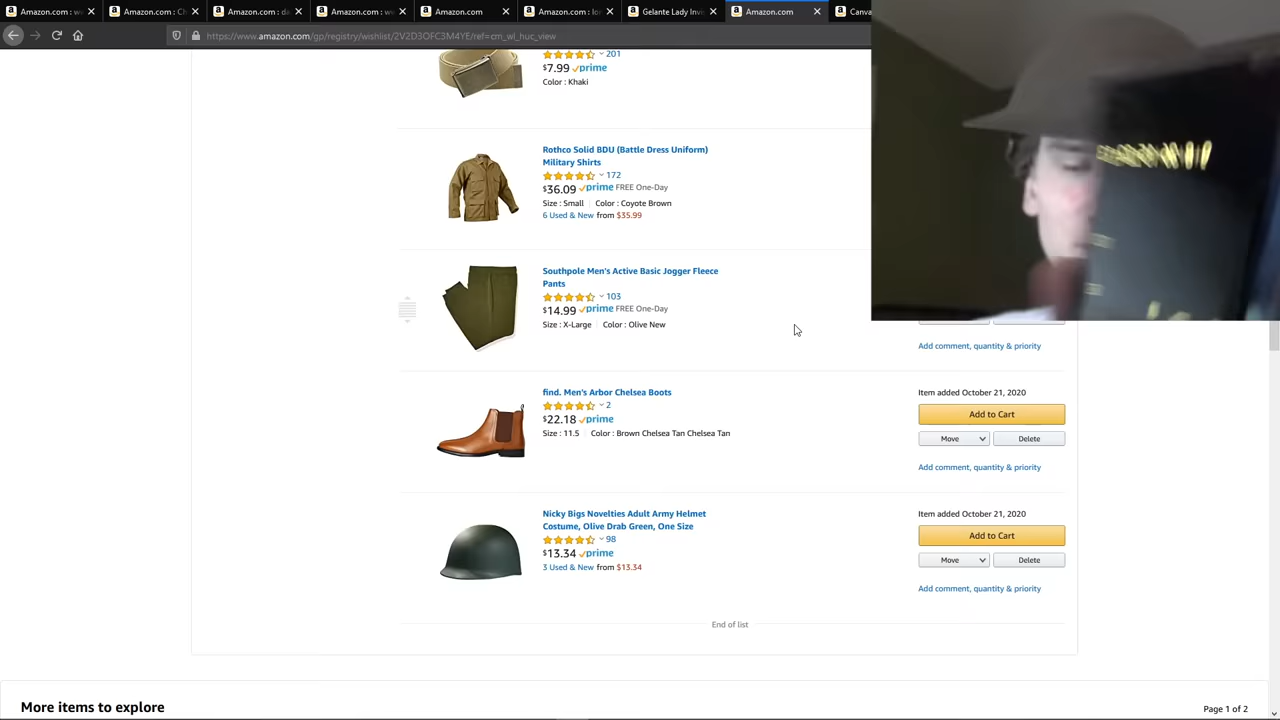 Amazon.com : we
Amazon.com : Ch
Amazon.com : da
Amazon.com : we
Amazon.com
Amazon.com : lon
Gelante Lady Inve
Amazon.com
Canva
https://www.amazon.com/gp/registry/wishlist/2V2D3OFC3M4YE/ref=cm_wl_huc_view
201
$7.99 prime
Color : Khaki
Rothco Solid BDU (Battle Dress Uniform)
Military Shirts
172
$36.09 prime FREE One-Day
Size : Small Color : Coyote Brown
6 Used & New from $35.99
Southpole Men's Active Basic Jogger Fleece
Pants
103
$14.99 prime FREE One-Day
Size : X-Large Color : Olive New
Add comment, quantity & priority
find. Men's Arbor Chelsea Boots
2
$22.18 prime
Size : 11.5 Color : Brown Chelsea Tan Chelsea Tan
Item added October 21, 2020
Add to Cart
Move Delete
Add comment, quantity & priority
Nicky Bigs Novelties Adult Army Helmet
Costume, Olive Drab Green, One Size
98
$13.34 prime
3 Used & New from $13.34
Item added October 21, 2020
Add to Cart
Move Delete
Add comment, quantity & priority
End of list
More items to explore
Page 1 of 2